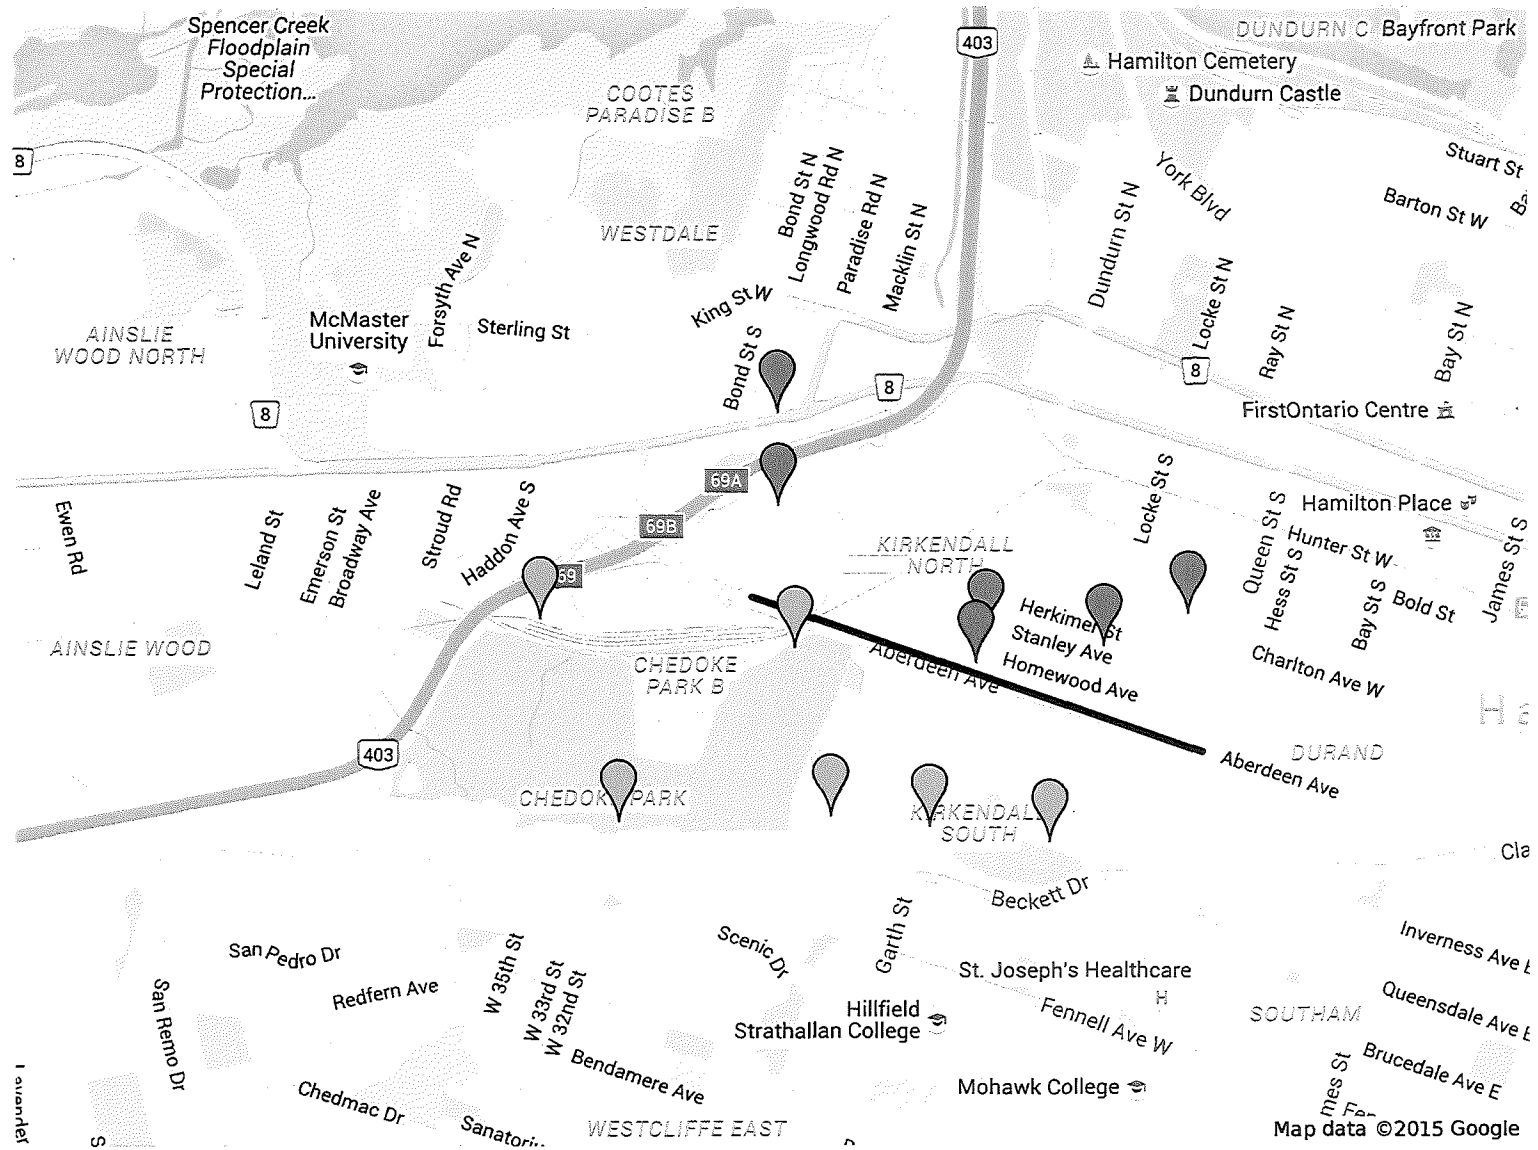 Spencer Creek
Floodplain
Special
Protection...
403
DUNDURN C
Bayfront Park
Hamilton Cemetery
Dundurn Castle
COOTES
PARADISE B
8
Stuart St
York Blvd
Barton St W
Bond St N
Longwood Rd N
Paradise Rd N
Macklin St N
Dundurn St N
WESTDALE
Forsyth Ave N
King St W
Locke St N
Ray St N
Bay St N
McMaster
University
Sterling St
AINSLIE
WOOD NORTH
Bond St S
8
8
8
FirstOntario Centre
69A
69B
69
Ewen Rd
Leland St
Emerson St
Broadway Ave
Stroud Rd
Haddon Ave S
Locke St S
Queen St S
Hamilton Place
KIRKENDALL
NORTH
Hunter St W
Hess St S
Bay St S
Bold St
James St S
Herkimer St
Stanley Ave
Homewood Ave
Aberdeen Ave
Charlton Ave W
AINSLIE WOOD
CHEDOKE
PARK B
Ha
403
DURAND
Aberdeen Ave
CHEDOKE PARK
KIRKENDALL
SOUTH
Cla
Beckett Dr
Garth St
Scenic Dr
San Pedro Dr
Redfern Ave
San Remo Dr
W 35th St
W 33rd St
W 32nd St
St. Joseph's Healthcare
H
Inverness Ave E
Hillfield
Strathallan College
Fennell Ave W
SOUTHAM
Queensdale Ave E
Bendamere Ave
Brucedale Ave E
Mohawk College
Chedmac Dr
mes St
Lavender
S
Sanatoriu
WESTCLIFFE EAST
Map data ©2015 Google